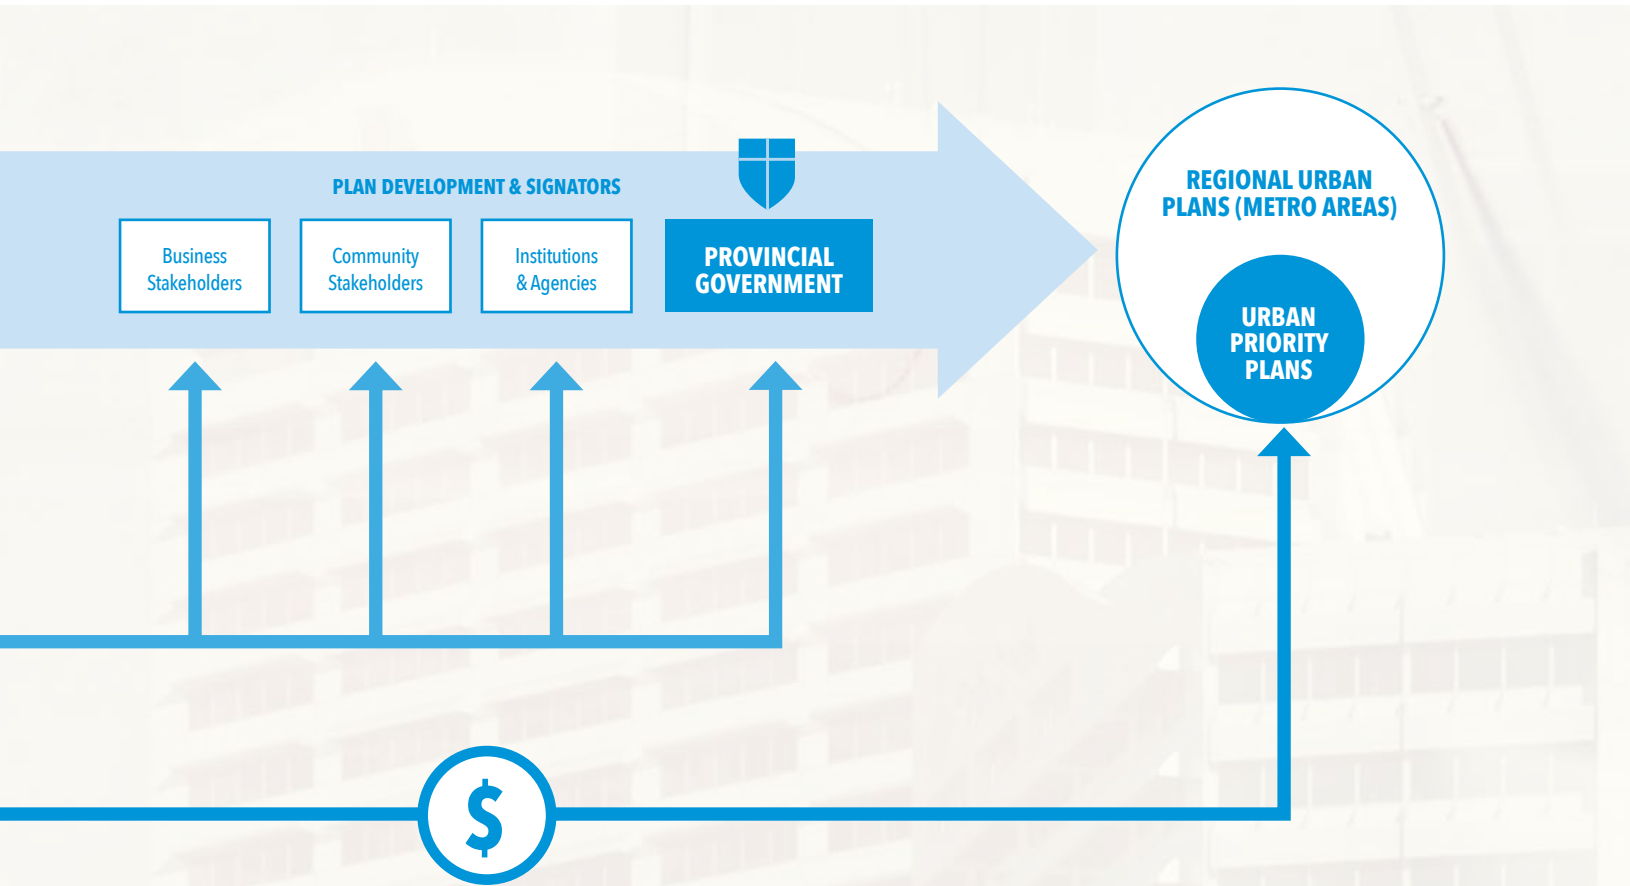 PLAN DEVELOPMENT & SIGNATORS
Business
Stakeholders
Community
Stakeholders
Institutions
& Agencies
PROVINCIAL
GOVERNMENT
REGIONAL URBAN
PLANS (METRO AREAS)
URBAN
PRIORITY
PLANS
$